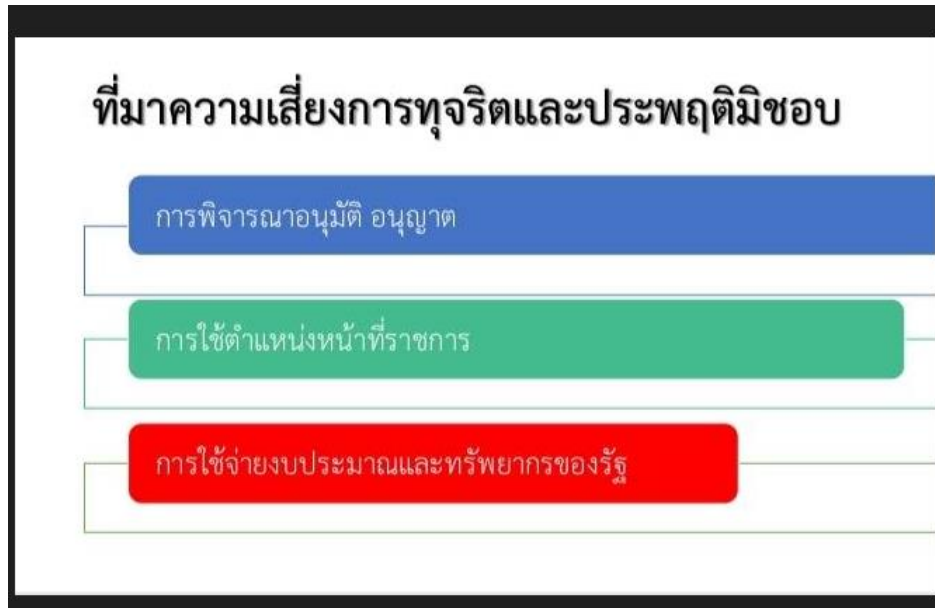 ที่มาความเสี่ยงการทุจริตและประพฤติมิชอบ
การพิจารณาอนุมัติ อนุญาต
การใช้ตำแหน่งหน้าที่ราชการ
การใช้จ่ายงบประมาณและทรัพยากรของรัฐ